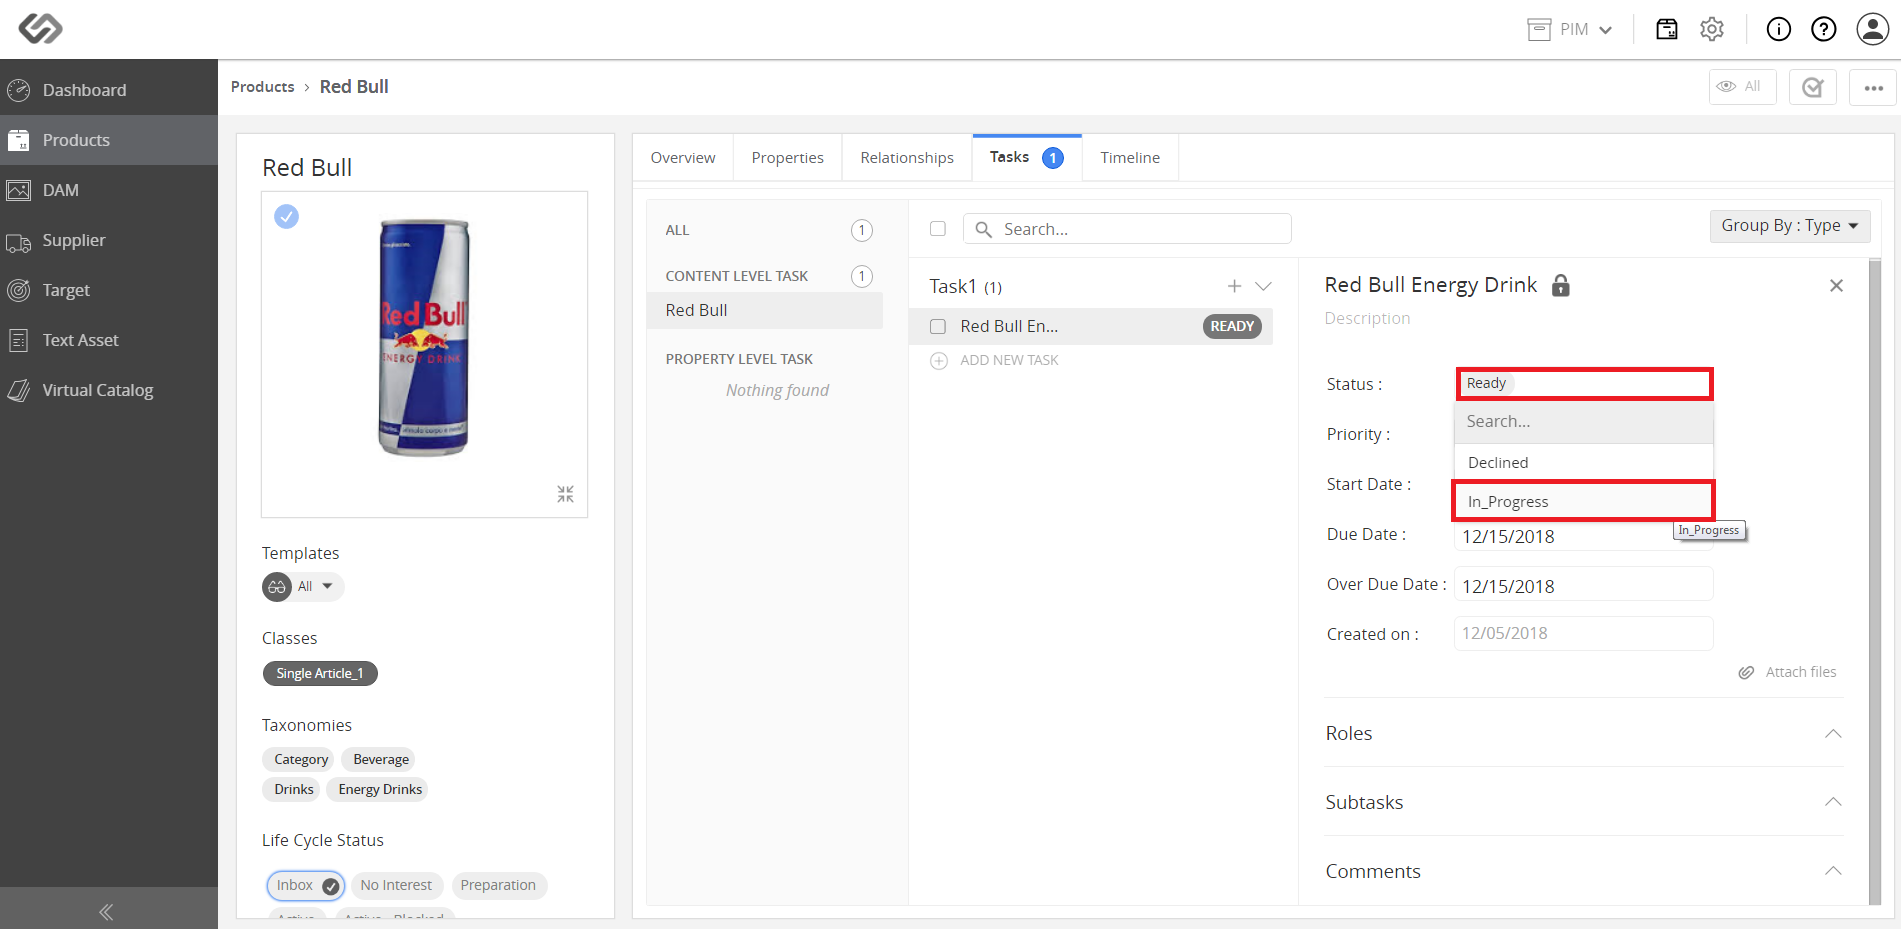 PIM
Dashboard
Products
DAM
Supplier
Target
Text Asset
Virtual Catalog
Products › Red Bull
All
Red Bull
Red Bull
ENERGY DRINK
Templates
All
Classes
Single Article_1
Taxonomies
Category Beverage
Drinks Energy Drinks
Life Cycle Status
Inbox No Interest Preparation
Active Active - Blocked
Overview Properties Relationships Tasks 1 Timeline
ALL 1
CONTENT LEVEL TASK 1
Red Bull
PROPERTY LEVEL TASK
Nothing found
Search...
Group By : Type
Task1 (1)
Red Bull En... READY
ADD NEW TASK
Red Bull Energy Drink
Description
Status : Ready
Search...
Declined
In_Progress
In_Progress
Priority :
Start Date :
Due Date : 12/15/2018
Over Due Date : 12/15/2018
Created on : 12/05/2018
Attach files
Roles
Subtasks
Comments